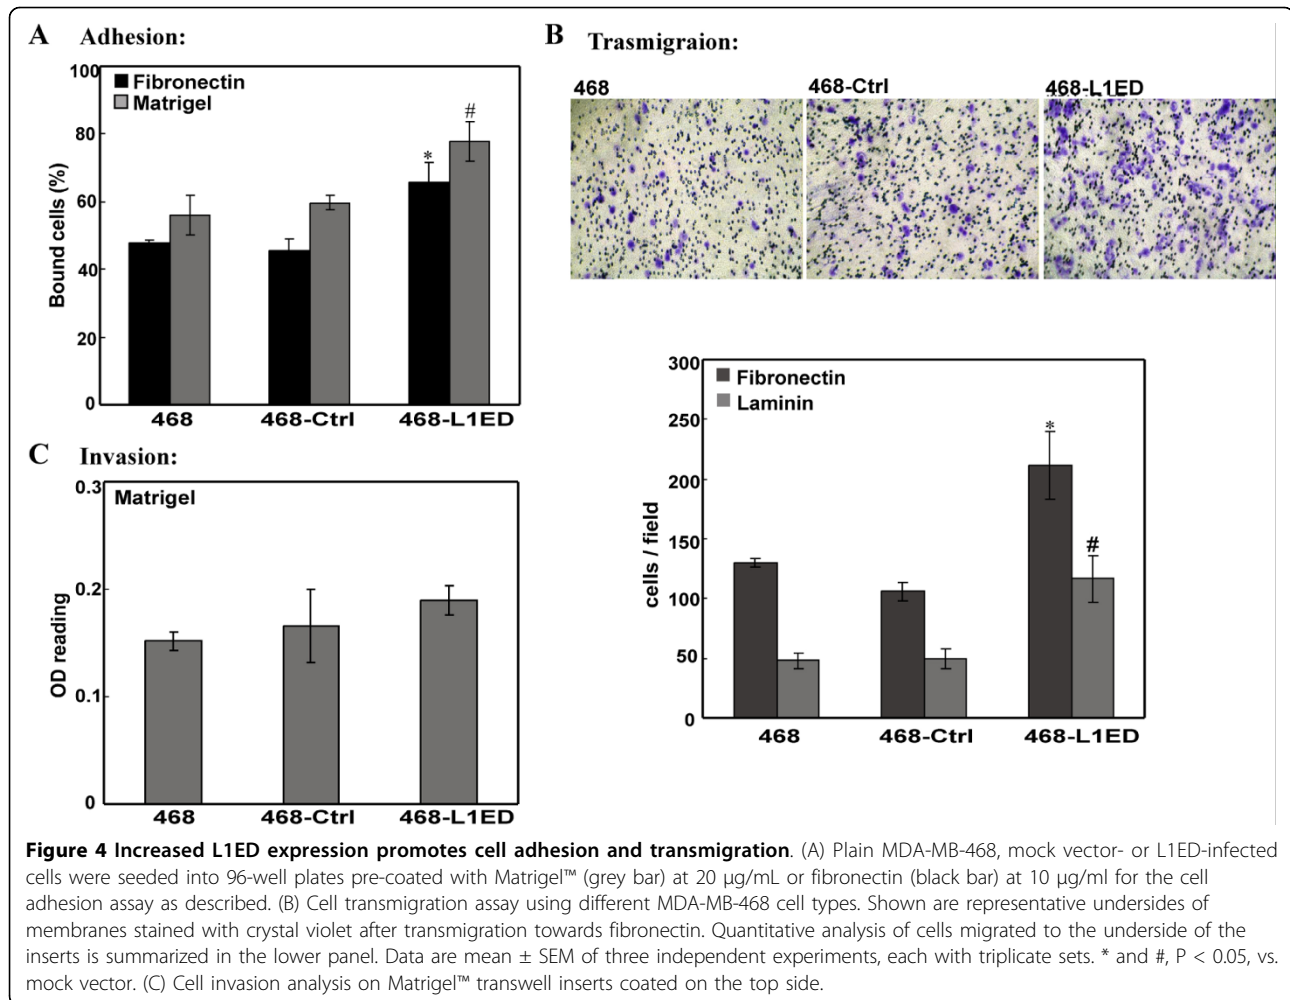 A Adhesion:
100
80
60
40
20
0
Bound cells (%)
Fibronectin
Matrigel
*
#
468 468-Ctrl 468-L1ED
B Trasmigraion:
468 468-Ctrl 468-L1ED
300
250
200
150
100
50
0
cells / field
Fibronectin
Laminin
*
#
468 468-Ctrl 468-L1ED
C Invasion:
0.3
0.2
0.1
0
OD reading
Matrigel
468 468-Ctrl 468-L1ED
Figure 4 Increased L1ED expression promotes cell adhesion and transmigration. (A) Plain MDA-MB-468, mock vector- or L1ED-infected
cells were seeded into 96-well plates pre-coated with Matrigel™ (grey bar) at 20 μg/mL or fibronectin (black bar) at 10 μg/ml for the cell
adhesion assay as described. (B) Cell transmigration assay using different MDA-MB-468 cell types. Shown are representative undersides of
membranes stained with crystal violet after transmigration towards fibronectin. Quantitative analysis of cells migrated to the underside of the
inserts is summarized in the lower panel. Data are mean ± SEM of three independent experiments, each with triplicate sets. * and #, P < 0.05, vs.
mock vector. (C) Cell invasion analysis on Matrigel™ transwell inserts coated on the top side.